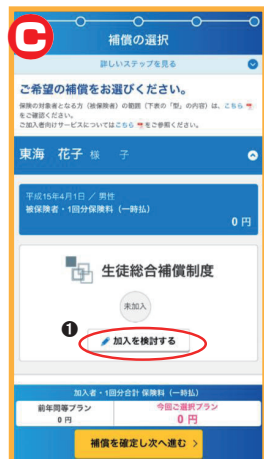 C
補償の選択
詳しいステップを見る
ご希望の補償をお選びください。
保険の対象者となる方（被保険者）の範囲（下表の「型」の内容）は、こちら
をご確認ください。
ご加入者向けサービスについてはこちら をご参照ください。
東海 花子 様 子
平成15年4月1日 ／ 男性
被保険者・1回分保険料（一時払）
0 円
生徒総合補償制度
未加入
❶
加入を検討する
加入者・1回分合計 保険料（一時払）
前年同等プラン
0 円
今回ご選択プラン
0 円
補償を確定し次へ進む ＞